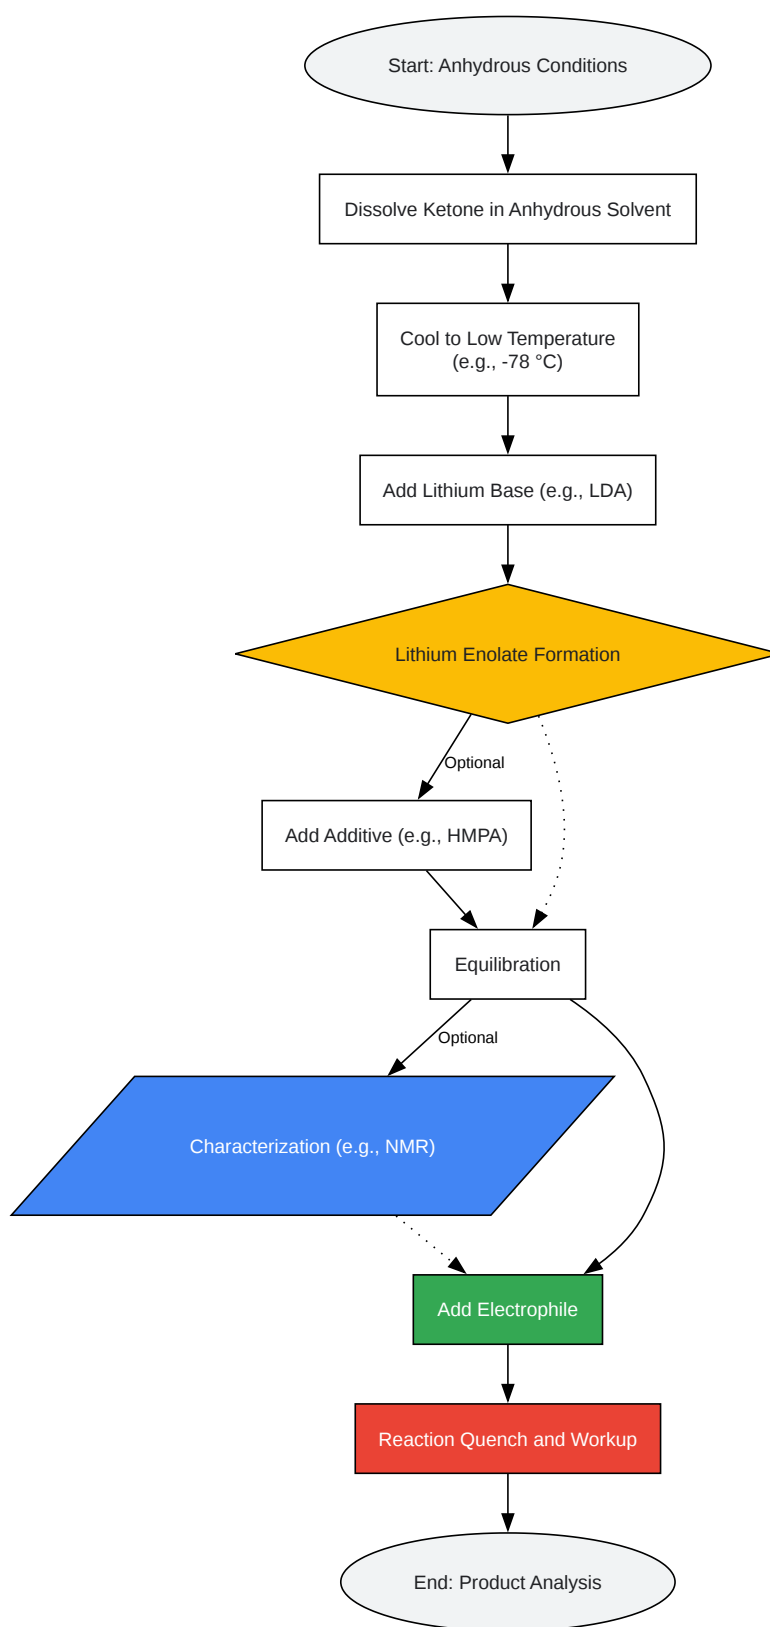 Start: Anhydrous Conditions
Dissolve Ketone in Anhydrous Solvent
Cool to Low Temperature
(e.g., -78 °C)
Add Lithium Base (e.g., LDA)
Lithium Enolate Formation
Optional
Add Additive (e.g., HMPA)
Equilibration
Optional
Characterization (e.g., NMR)
Add Electrophile
Reaction Quench and Workup
End: Product Analysis